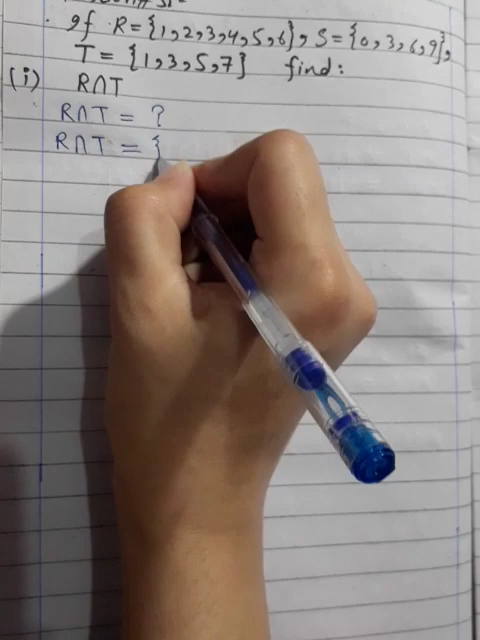 If R={1,2,3,4,5,6}, S={0,3,6,9},
T={1,3,5,7} find:
(i) R∩T
R∩T = ?
R∩T = {